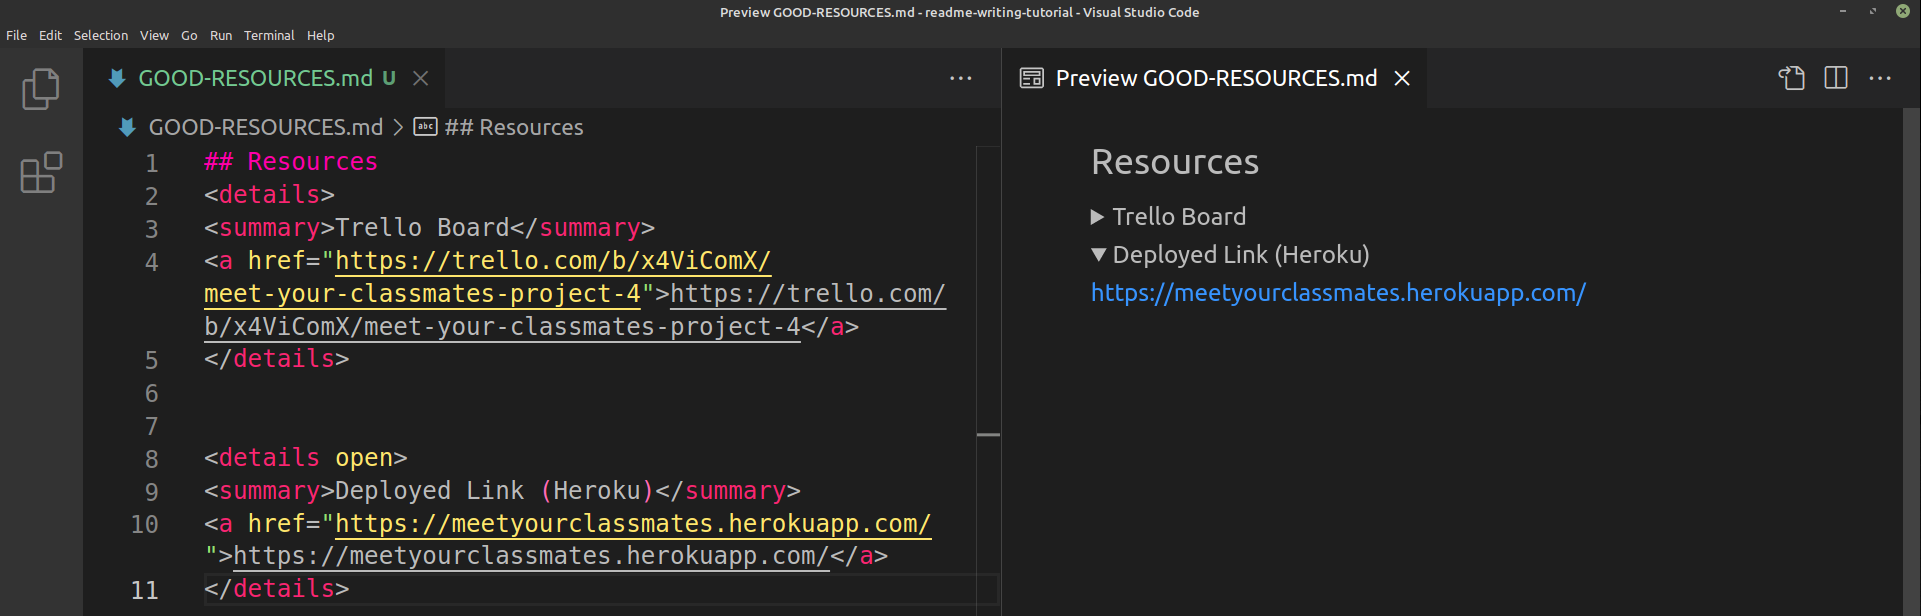 Preview GOOD-RESOURCES.md - readme-writing-tutorial - Visual Studio Code
File Edit Selection View Go Run Terminal Help
GOOD-RESOURCES.md U
GOOD-RESOURCES.md > abc ## Resources
1 ## Resources
2 <details>
3 <summary>Trello Board</summary>
4 <a href="https://trello.com/b/x4ViComX/
meet-your-classmates-project-4">https://trello.com/
b/x4ViComX/meet-your-classmates-project-4</a>
5 </details>
6
7
8 <details open>
9 <summary>Deployed Link (Heroku)</summary>
10 <a href="https://meetyourclassmates.herokuapp.com/
">https://meetyourclassmates.herokuapp.com/</a>
11 </details>
Preview GOOD-RESOURCES.md
Resources
Trello Board
Deployed Link (Heroku)
https://meetyourclassmates.herokuapp.com/